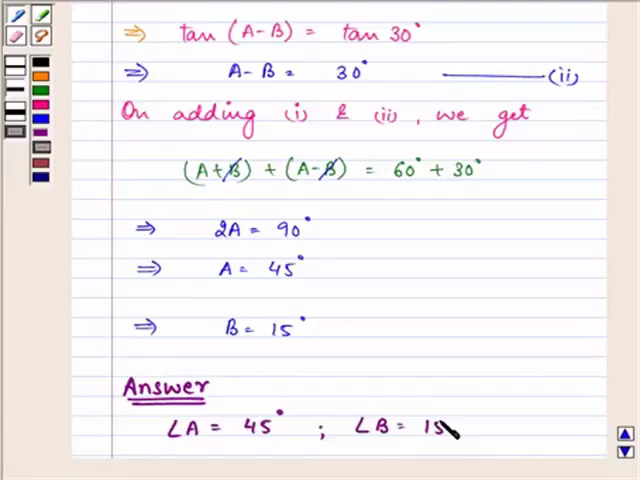 ⇒ tan (A-B) = tan 30°
⇒ A-B = 30° ———— (ii)
On adding (i) & (ii), we get
(A+B) + (A-B) = 60° + 30°
⇒ 2A = 90°
⇒ A = 45°
⇒ B = 15°
Answer
∠A = 45° ; ∠B = 15